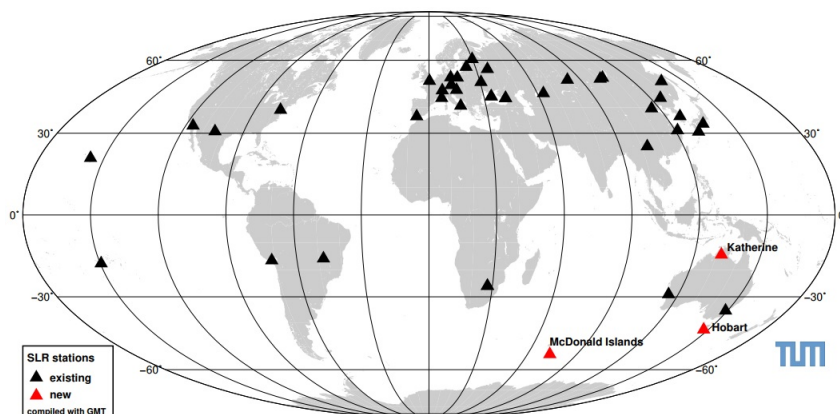 60˚
60˚
30˚
30˚
0˚
0˚
Katherine
−30˚
−30˚
Hobart
McDonald Islands
SLR stations
existing
new
compiled with GMT
−60˚
−60˚
TUM